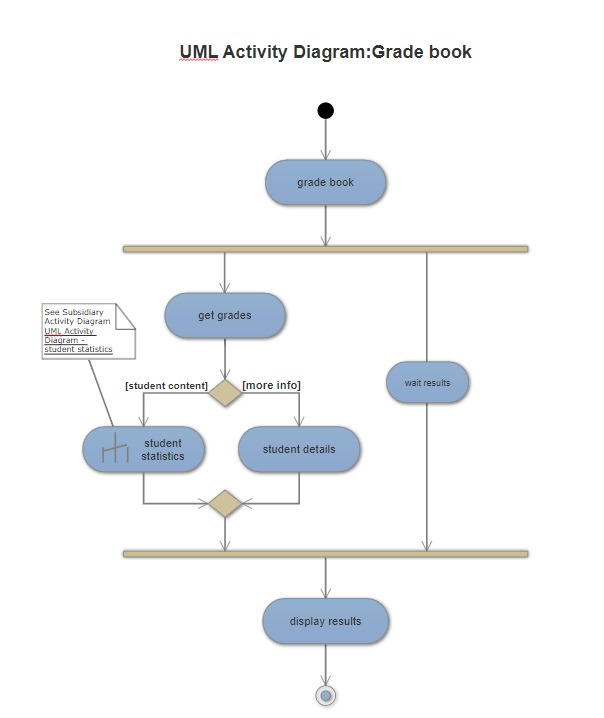 UML Activity Diagram:Grade book
grade book
get grades
See Subsidiary
Activity Diagram
UML Activity
Diagram -
student statistics
[student content]
[more info]
wait results
student
statistics
student details
display results